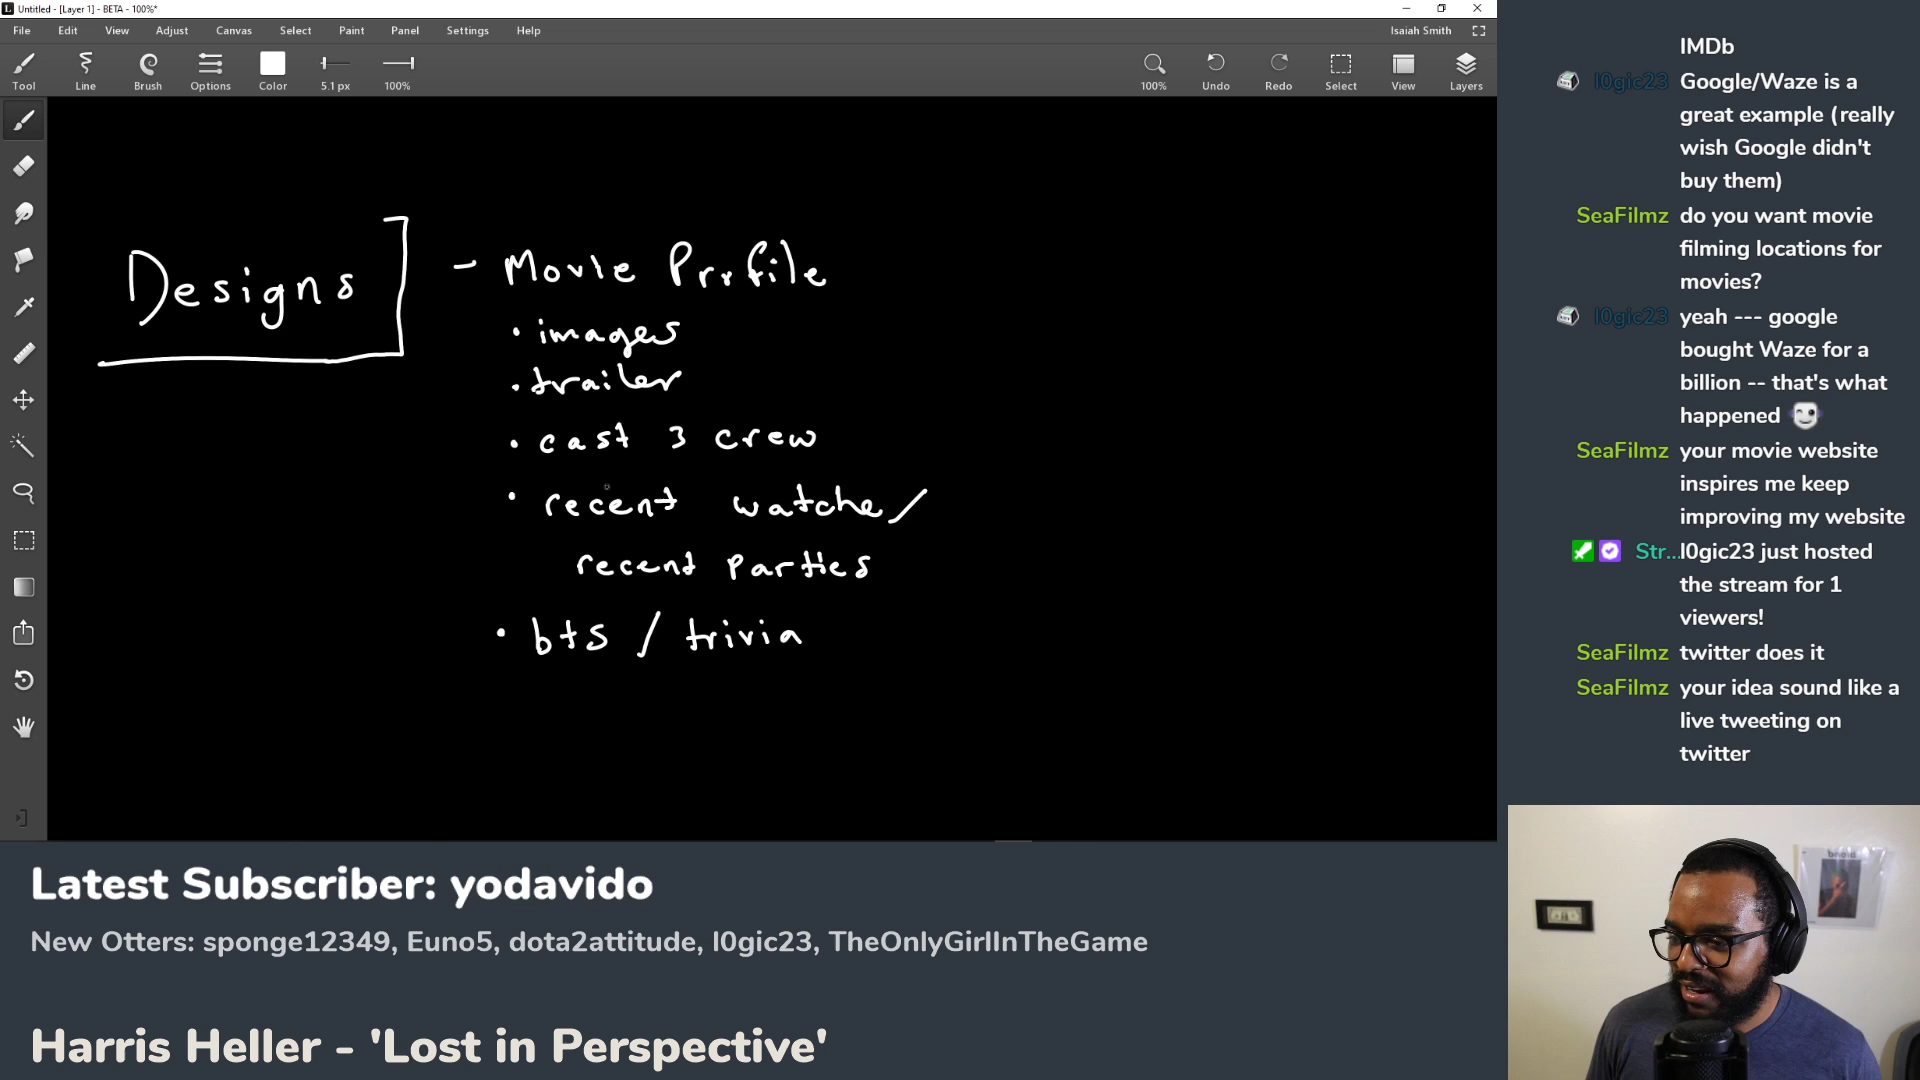 Untitled - [Layer 1] - BETA - 100%*
File Edit View Adjust Canvas Select Paint Panel Settings Help
Isaiah Smith
Tool Line Brush Options Color 5.1 px 100%
100% Undo Redo Select View Layers
Designs
- Movie Profile
• images
• trailer
• cast 3 crew
• recent watche/
recent parties
• bts / trivia
IMDb
l0gic23 Google/Waze is a
great example (really
wish Google didn't
buy them)
SeaFilmz do you want movie
filming locations for
movies?
l0gic23 yeah --- google
bought Waze for a
billion -- that's what
happened
SeaFilmz your movie website
inspires me keep
improving my website
Str... l0gic23 just hosted
the stream for 1
viewers!
SeaFilmz twitter does it
SeaFilmz your idea sound like a
live tweeting on
twitter
Latest Subscriber: yodavido
New Otters: sponge12349, Euno5, dota2attitude, l0gic23, TheOnlyGirlInTheGame
Harris Heller - 'Lost in Perspective'